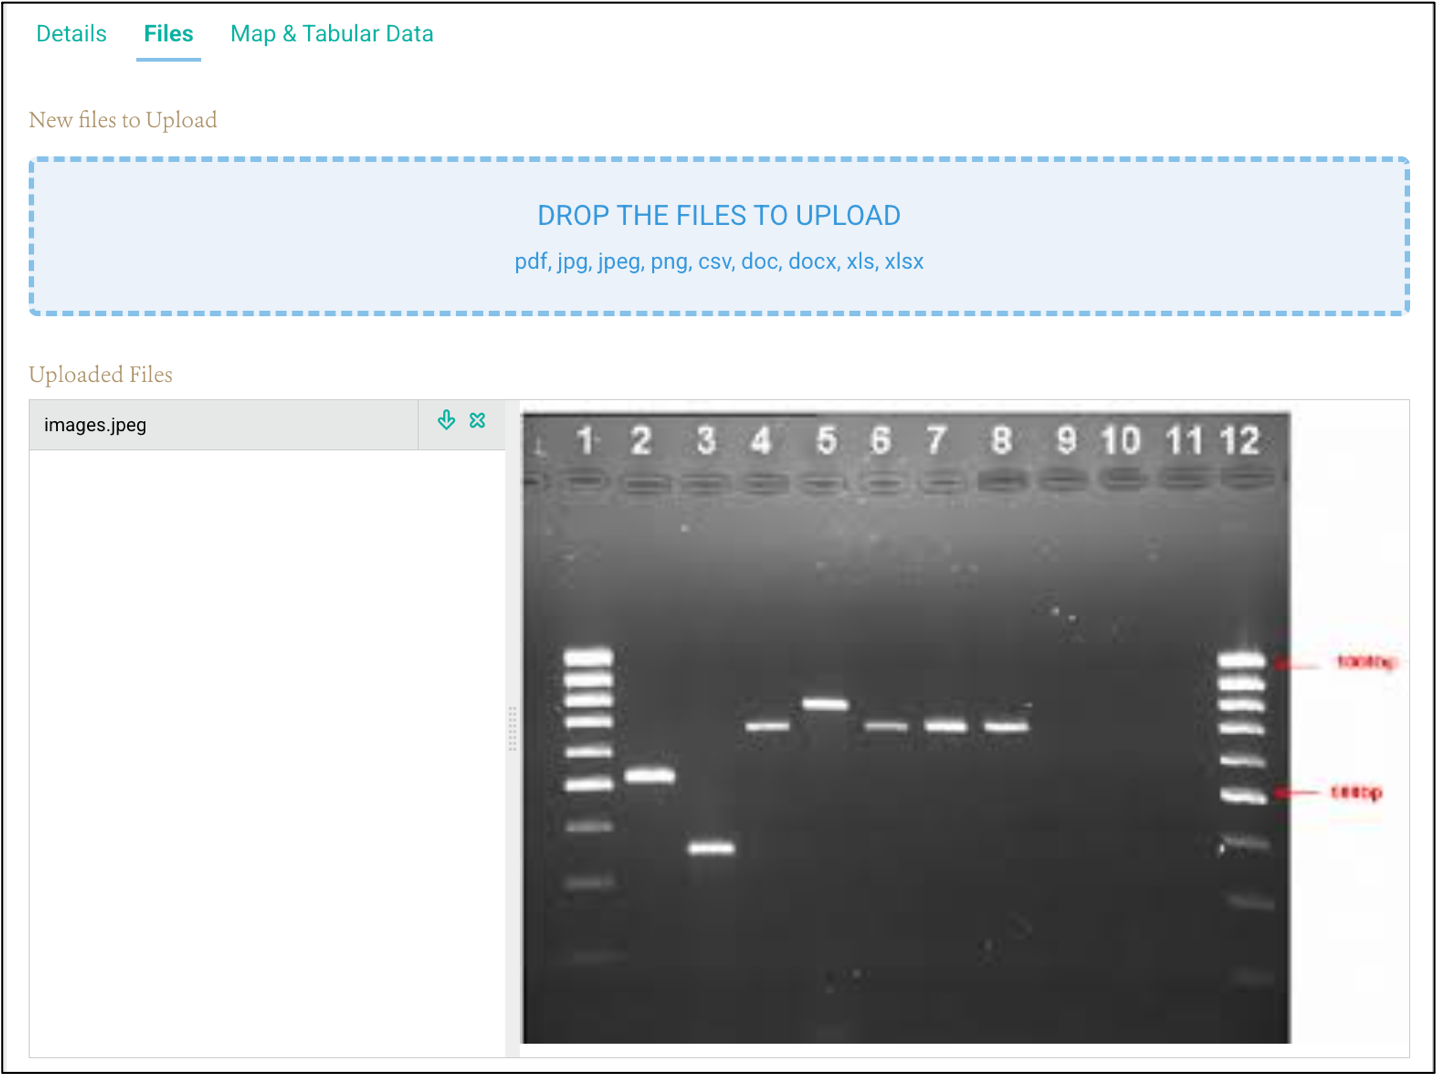 Details Files Map & Tabular Data
New files to Upload
DROP THE FILES TO UPLOAD
pdf, jpg, jpeg, png, csv, doc, docx, xls, xlsx
Uploaded Files
images.jpeg
1 2 3 4 5 6 7 8 9 10 11 12